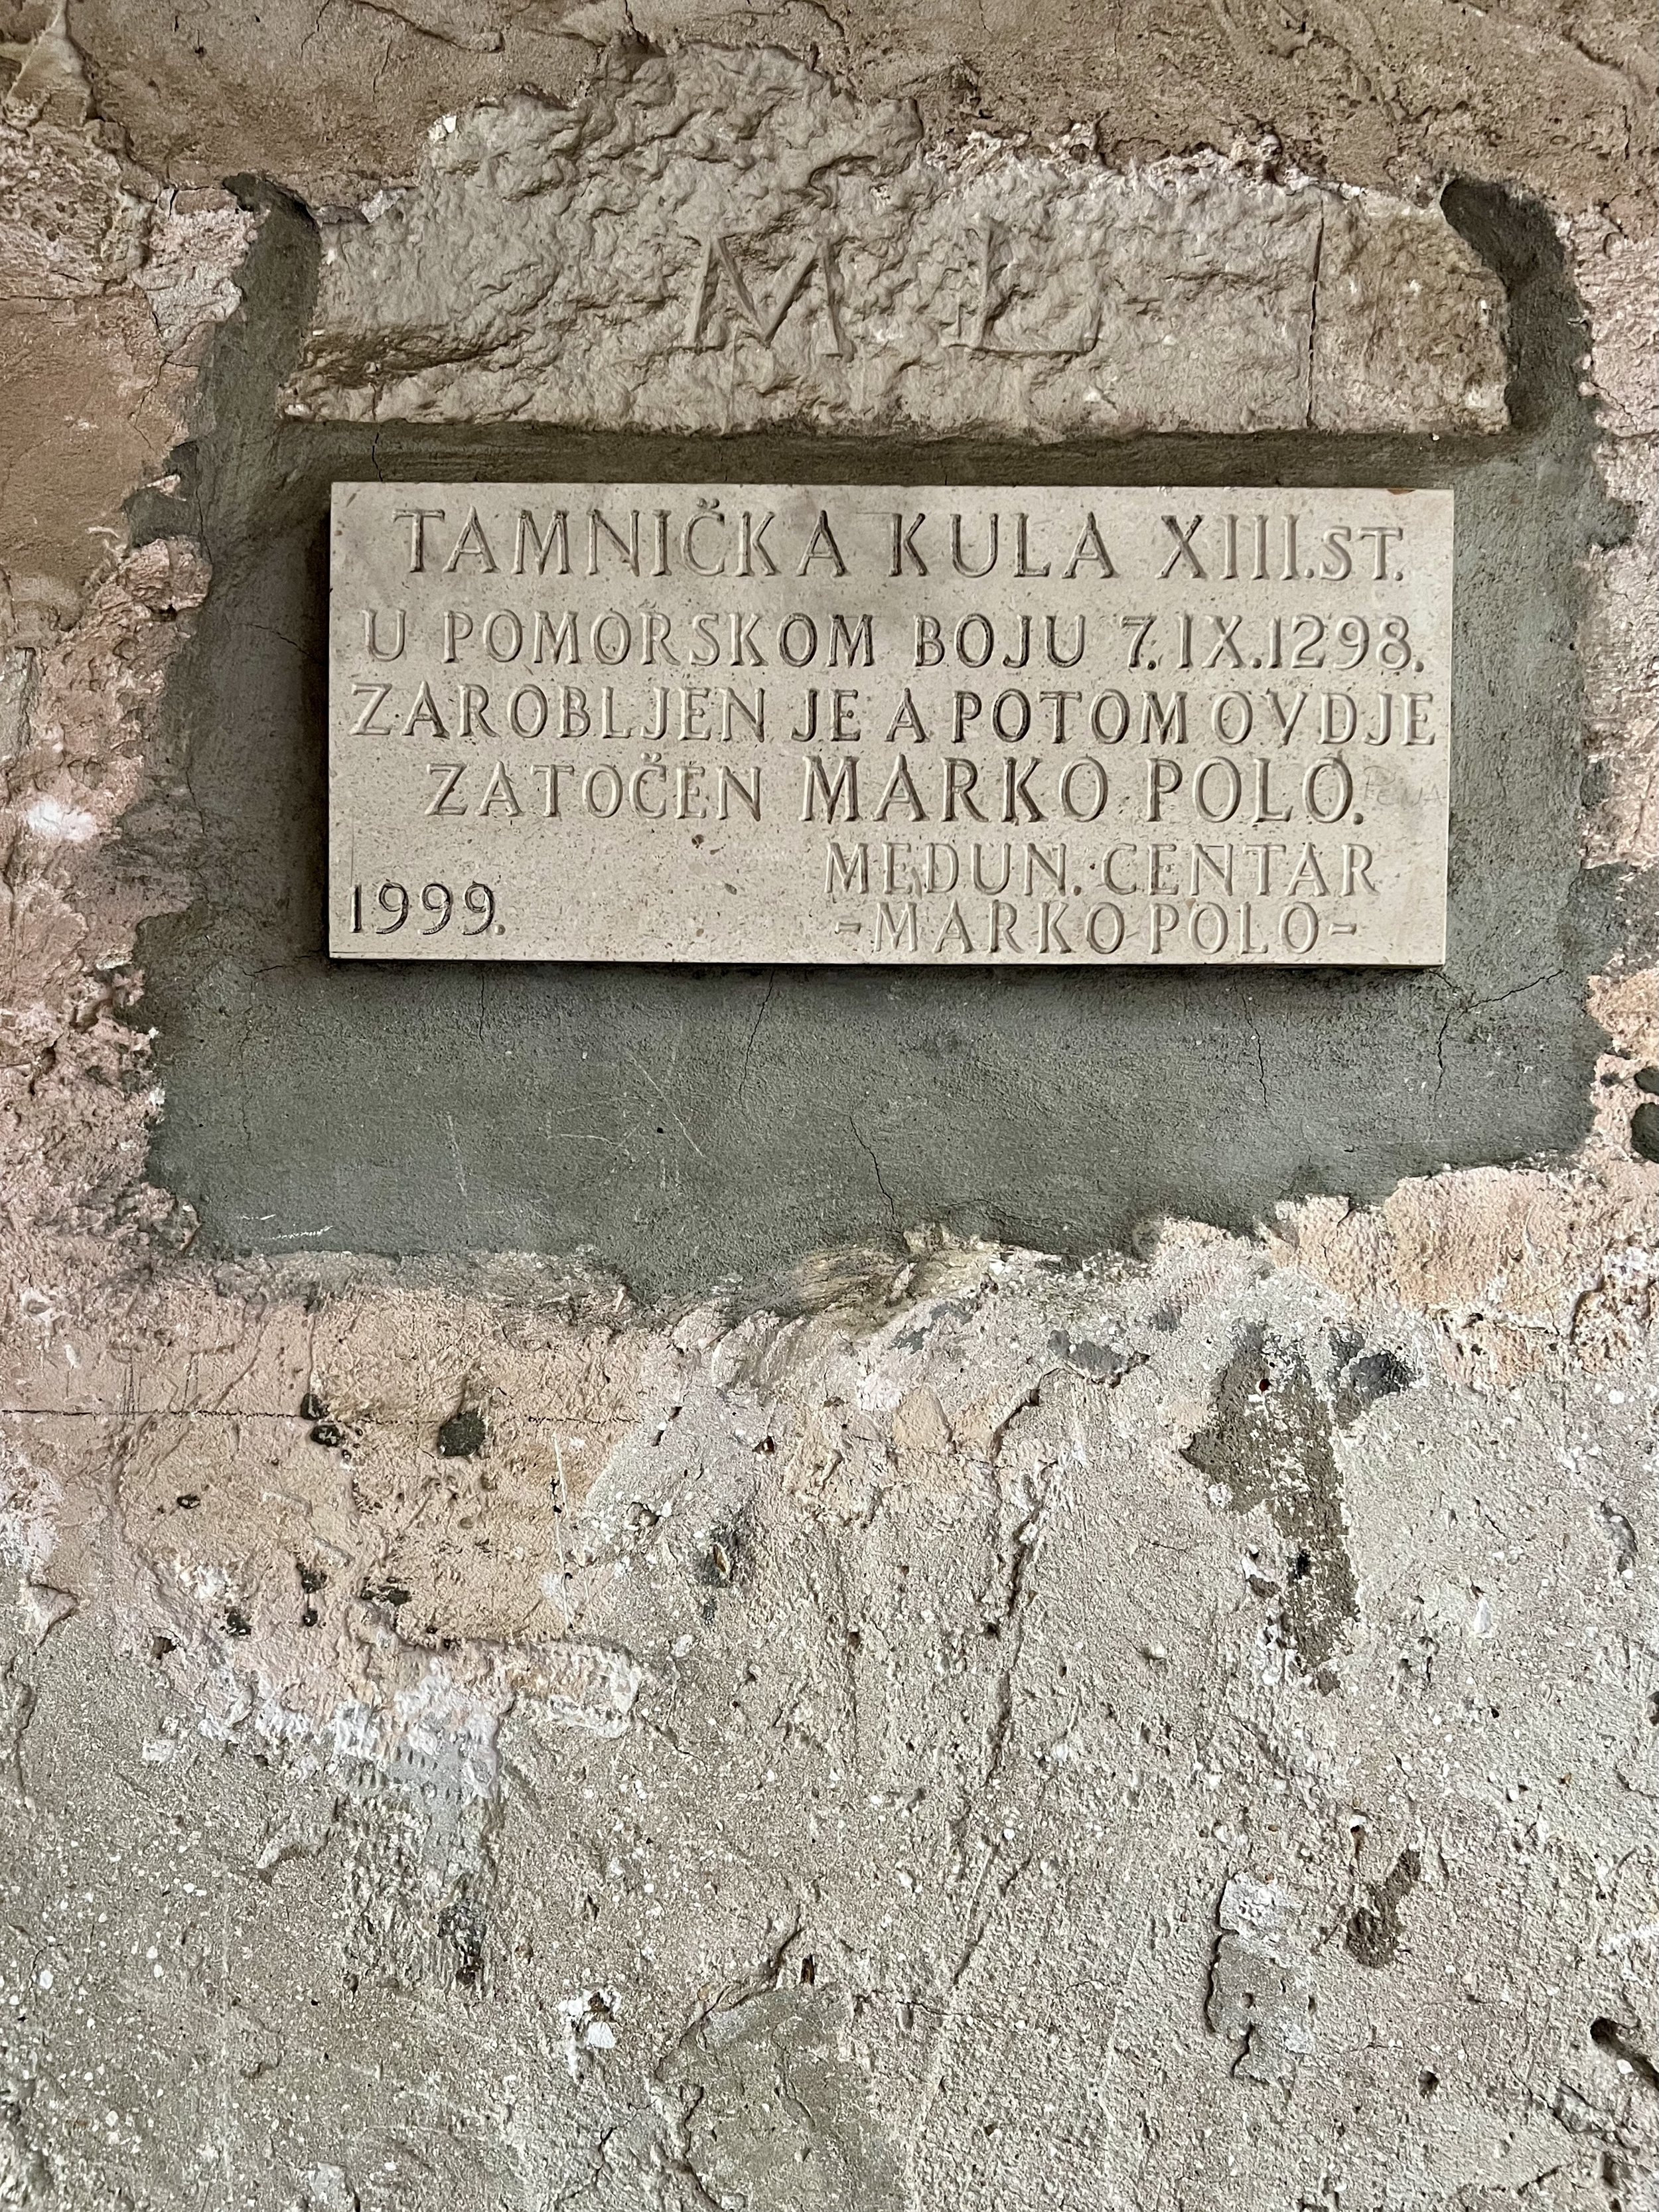 M L
TAMNIČKA KULA XIII.ST.
U POMORSKOM BOJU 7.IX.1298.
ZAROBLJEN JE A POTOM OVDJE
ZATOČEN MARKO POLO.
MEĐUN. CENTAR
-MARKO POLO-
1999.